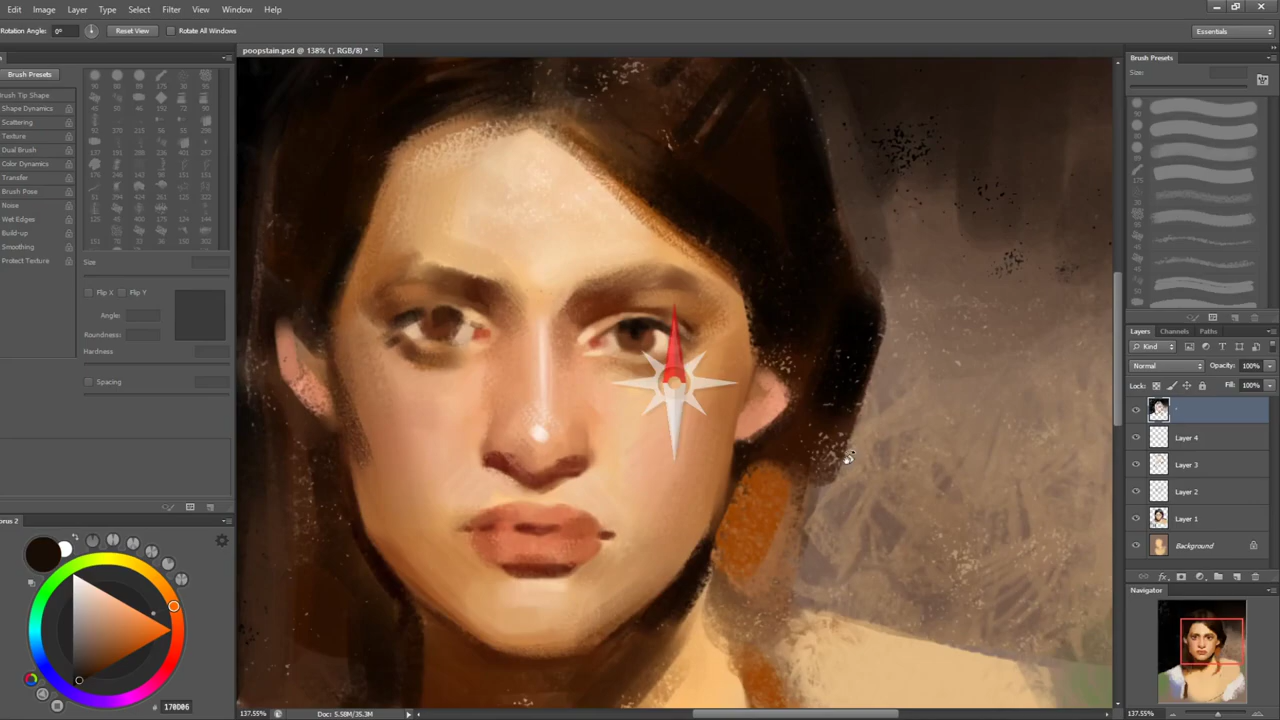 Edit Image Layer Type Select Filter View Window Help
Rotation Angle: 0° Reset View Rotate All Windows Essentials
poopstain.psd @ 138% (', RGB/8) * ×
Brush Presets
Brush Tip Shape
Shape Dynamics
Scattering
Texture
Dual Brush
Color Dynamics
Transfer
Brush Pose
Noise
Wet Edges
Build-up
Smoothing
Protect Texture
Size
Flip X Flip Y
Angle:
Roundness:
Hardness
Spacing
orus 2
# 170D06
137.55% Doc: 5.58M/35.3M
Brush Presets
Size:
Layers Channels Paths
Kind
Normal Opacity: 100%
Lock: Fill: 100%
'
Layer 4
Layer 3
Layer 2
Layer 1
Background
Navigator
137.55%